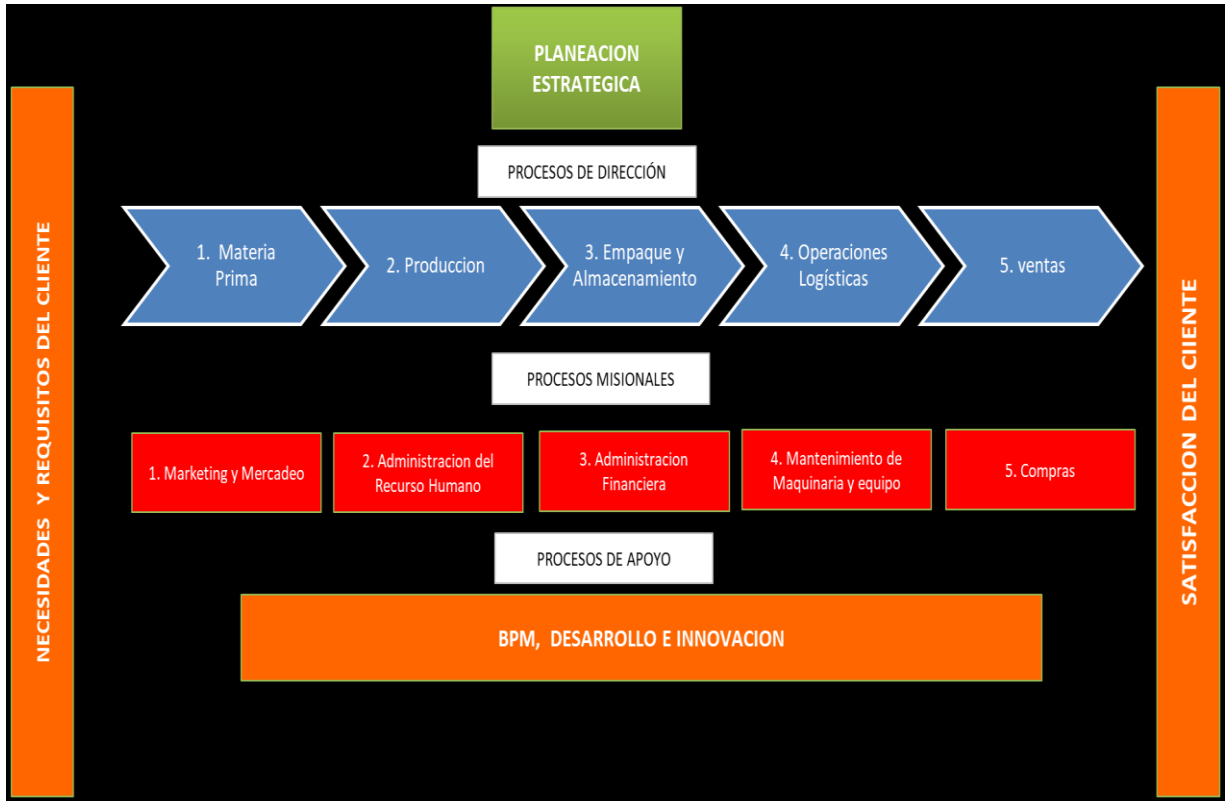 PLANEACION
ESTRATEGICA
PROCESOS DE DIRECCIÓN
NECESIDADES Y REQUISITOS DEL CLIENTE
1. Materia
Prima
2. Produccion
3. Empaque y
Almacenamiento
4. Operaciones
Logísticas
5. ventas
SATISFACCION DEL ClIENTE
PROCESOS MISIONALES
1. Marketing y Mercadeo
2. Administracion del
Recurso Humano
3. Administracion
Financiera
4. Mantenimiento de
Maquinaria y equipo
5. Compras
PROCESOS DE APOYO
BPM, DESARROLLO E INNOVACION